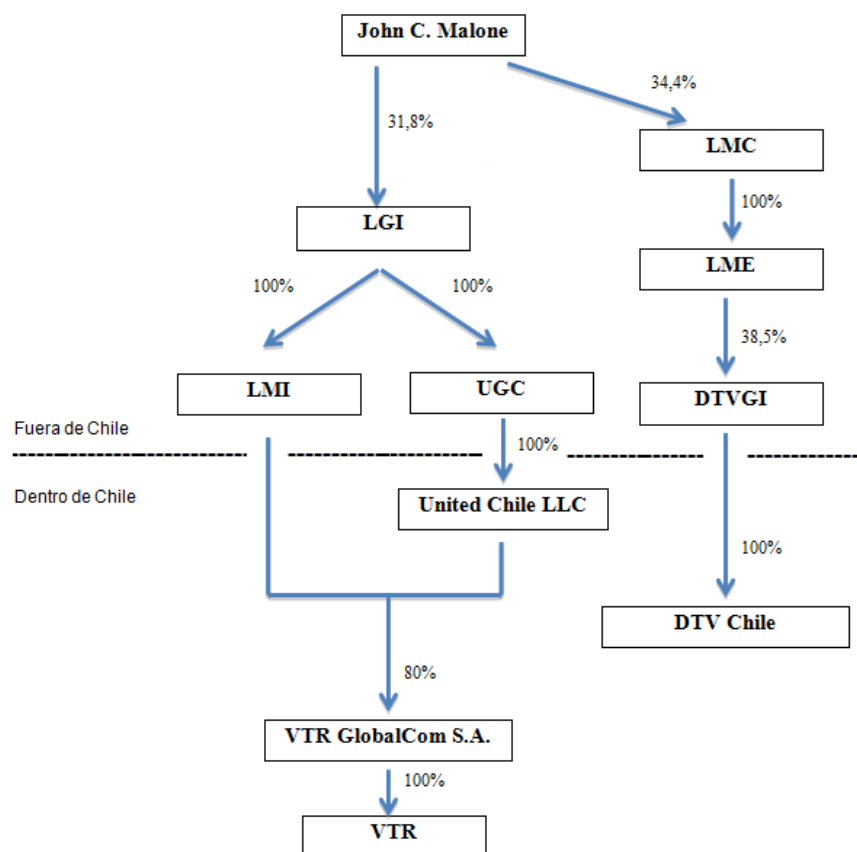 John C. Malone
34,4%
31,8%
LMC
100%
LGI
LME
100%
100%
38,5%
LMI
UGC
DTVGI
Fuera de Chile
100%
Dentro de Chile
United Chile LLC
100%
DTV Chile
80%
VTR GlobalCom S.A.
100%
VTR